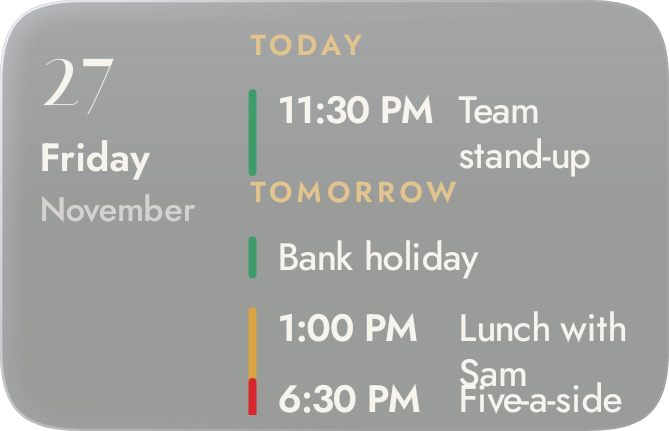 27
Friday
November
TODAY
11:30 PM Team
stand-up
TOMORROW
Bank holiday
1:00 PM Lunch with
Sam
6:30 PM Five-a-side